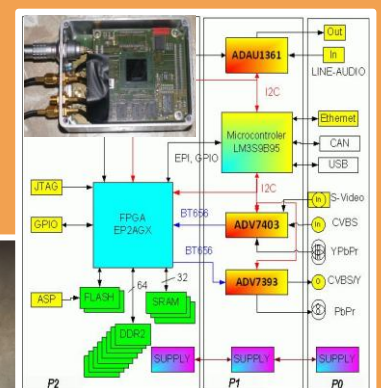 Out
ADAU1361
In
LINE-AUDIO
I2C
Ethernet
Microcontroler
LM3S9B95
CAN
EPI, GPIO
USB
I2C
JTAG
S-Video
FPGA
EP2AGX
BT656
In
ADV7403
CVBS
GPIO
YPbPr
BT656
ADV7393
O
CVBS/Y
64
32
ASP
FLASH
SRAM
PbPr
DDR2
SUPPLY
SUPPLY
SUPPLY
P2
P1
P0